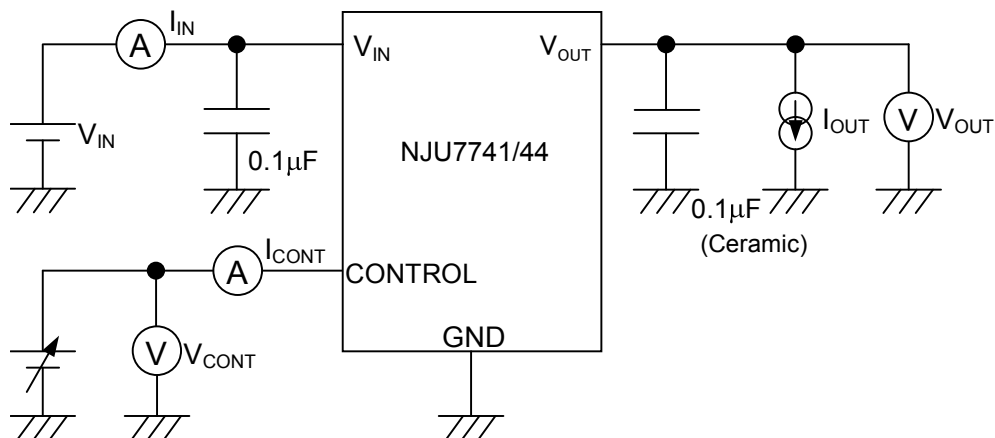 I_IN
A
V_IN
V_OUT
V_IN
0.1µF
NJU7741/44
I_OUT
V
V_OUT
0.1µF
(Ceramic)
I_CONT
A
CONTROL
V
V_CONT
GND